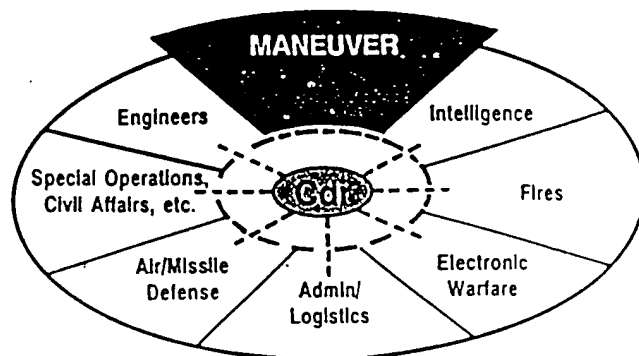 MANEUVER
Engineers
Intelligence
Special Operations,
Civil Affairs, etc.
Cdr
Fires
Air/Missile
Defense
Admin/
Logistics
Electronic
Warfare